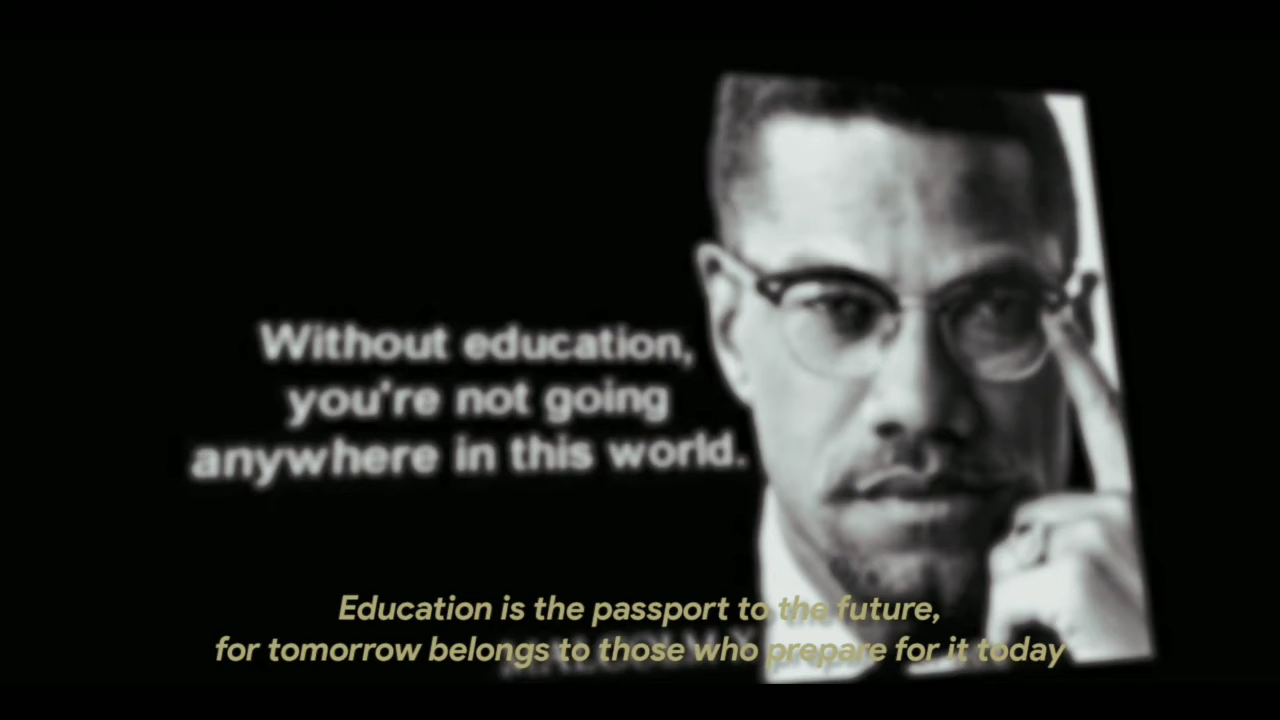 Without education,
you're not going
anywhere in this world.
Education is the passport to the future,
for tomorrow belongs to those who prepare for it today